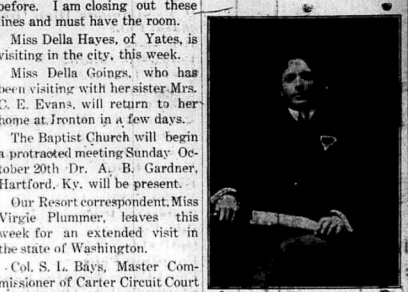 before. I am closing out these
lines and must have the room.
Miss Della Hayes, of Yates, is
visiting in the city, this week.
Miss Della Goings, who has
been visiting with her sister Mrs.
C. E. Evans, will return to her
home at Ironton in a few days.
The Baptist Church will begin
a protracted meeting Sunday Oc-
tober 20th Dr. A. B. Gardner,
Hartford, Ky. will be present.
Our Resort correspondent, Miss
Virgie Plummer, leaves this
week for an extended visit in
the state of Washington.
Col. S. L. Bays, Master Com-
missioner of Carter Circuit Court